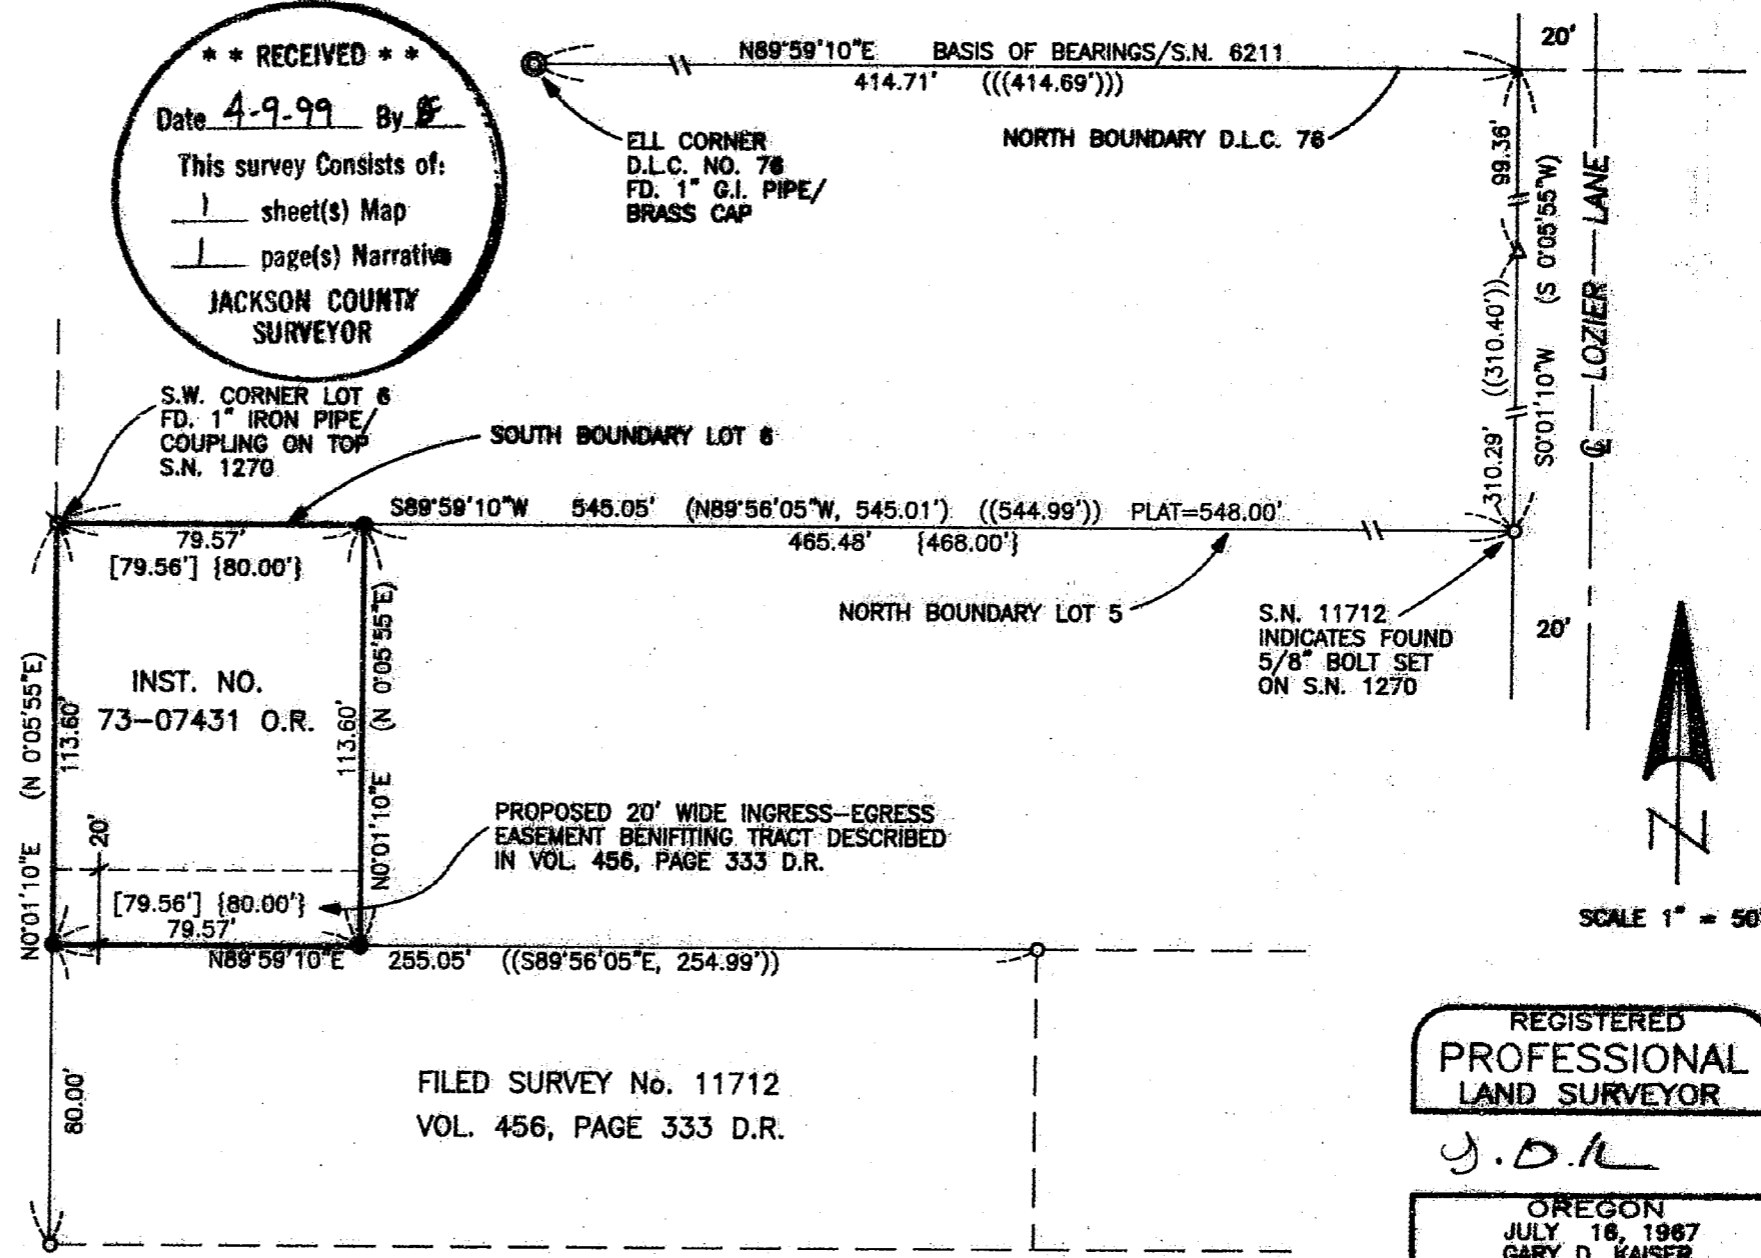 * * RECEIVED * *
Date 4-9-99 By
This survey Consists of:
1 sheet(s) Map
1 page(s) Narrative
JACKSON COUNTY
SURVEYOR
N89°59'10"E BASIS OF BEARINGS/S.N. 6211
414.71' (((414.69')))
20'
ELL CORNER
D.L.C. NO. 76
FD. 1" G.I. PIPE/
BRASS CAP
NORTH BOUNDARY D.L.C. 76
99.36'
(S 0°05'55"W)
LOZIER LANE
((310.40'))
S0°01'10"W
310.29'
℄
S.W. CORNER LOT 6
FD. 1" IRON PIPE/
COUPLING ON TOP
S.N. 1270
SOUTH BOUNDARY LOT 6
S89°59'10"W 545.05' (N89°56'05"W, 545.01') ((544.99')) PLAT=548.00'
465.48' {468.00'}
79.57'
[79.56'] {80.00'}
NORTH BOUNDARY LOT 5
S.N. 11712
INDICATES FOUND
5/8" BOLT SET
ON S.N. 1270
20'
INST. NO.
73-07431 O.R.
N0°01'10"E (N 0°05'55"E)
113.60'
113.60'
N0°01'10"E (N 0°05'55"E)
20'
PROPOSED 20' WIDE INGRESS-EGRESS
EASEMENT BENIFITING TRACT DESCRIBED
IN VOL. 456, PAGE 333 D.R.
[79.56'] {80.00'}
79.57'
N89°59'10"E 255.05' ((S89°56'05"E, 254.99'))
80.00'
FILED SURVEY No. 11712
VOL. 456, PAGE 333 D.R.
N
SCALE 1" = 50'
REGISTERED
PROFESSIONAL
LAND SURVEYOR
OREGON
JULY 16, 1967
GARY D. KAISER